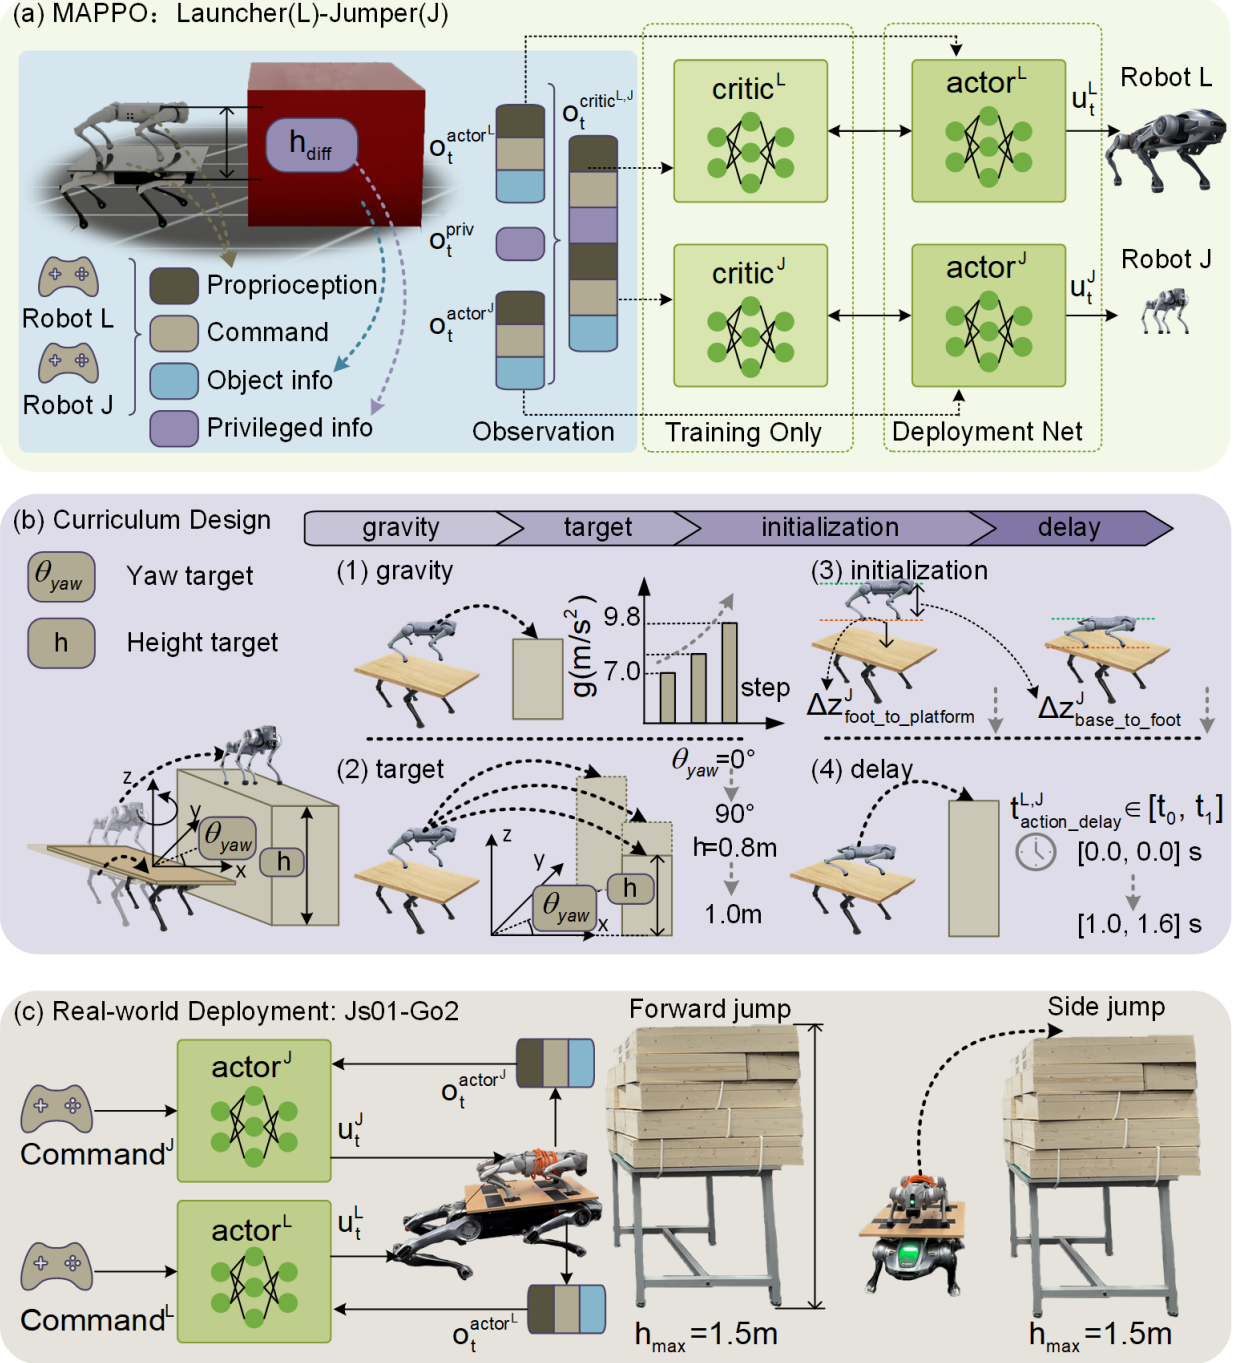 (a) MAPPO：Launcher(L)-Jumper(J)
h_diff
o_t^actor^L
o_t^critic^L,J
o_t^priv
o_t^actor^J
Robot L
Robot J
Proprioception
Command
Object info
Privileged info
Observation
critic^L
actor^L
u_t^L
Robot L
critic^J
actor^J
u_t^J
Robot J
Training Only
Deployment Net
(b) Curriculum Design
gravity
target
initialization
delay
θ_yaw
Yaw target
h
Height target
z
y
x
θ_yaw
h
(1) gravity
g(m/s²)
9.8
7.0
step
(2) target
z
y
x
θ_yaw
h
θ_yaw=0°
90°
h=0.8m
1.0m
(3) initialization
Δz^J_foot_to_platform
Δz^J_base_to_foot
(4) delay
t^L,J_action_delay ∈ [t_0, t_1]
[0.0, 0.0] s
[1.0, 1.6] s
(c) Real-world Deployment: Js01-Go2
Command^J
actor^J
u_t^J
o_t^actor^J
Command^L
actor^L
u_t^L
o_t^actor^L
Forward jump
h_max=1.5m
Side jump
h_max=1.5m